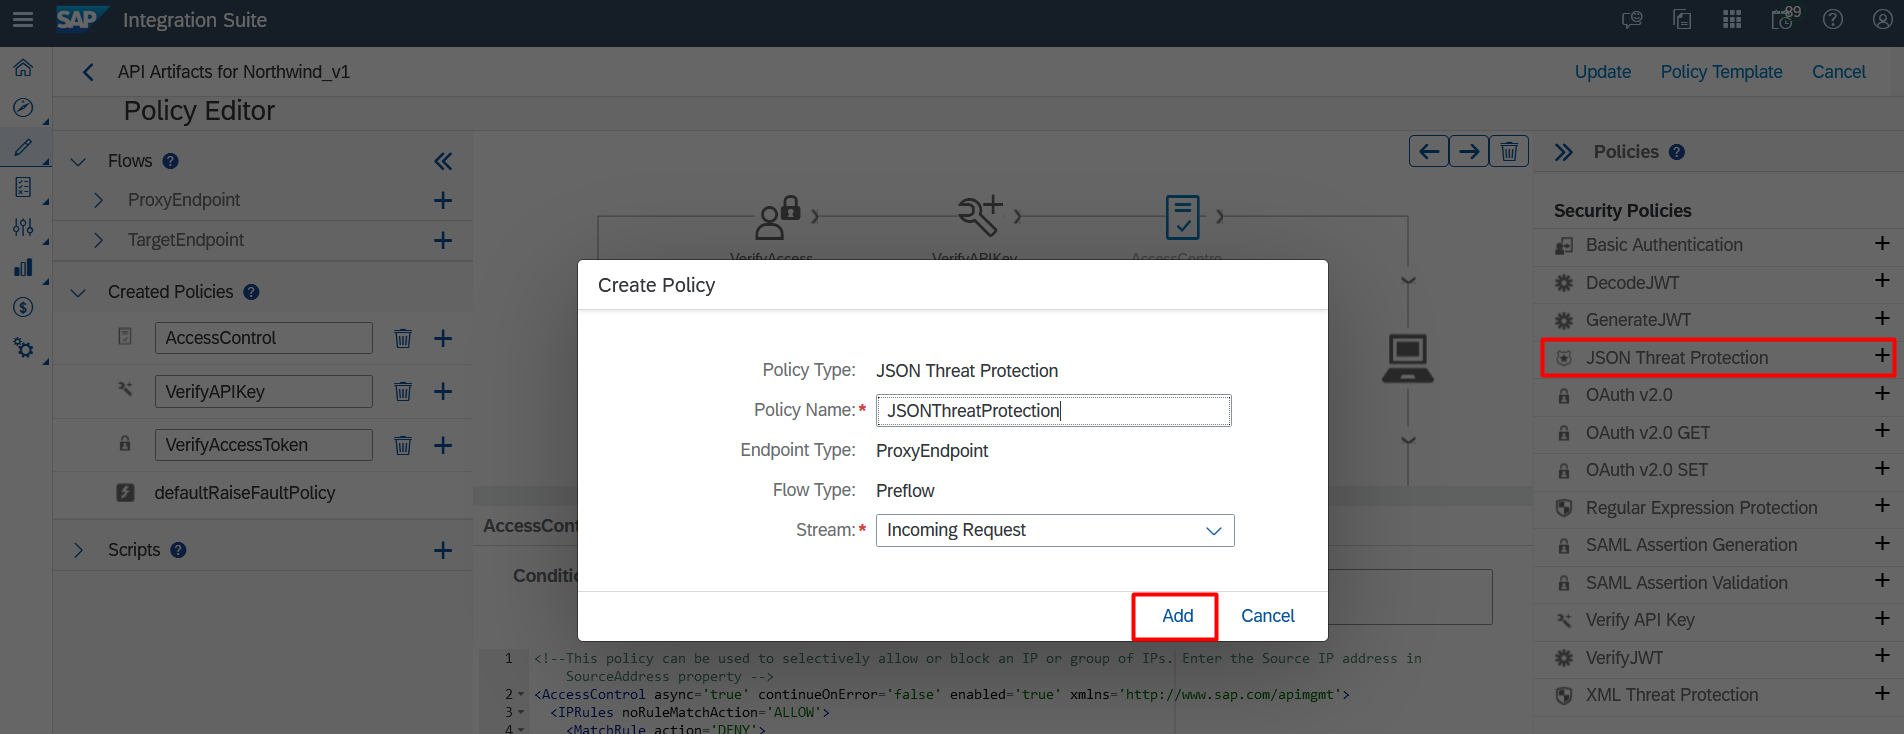 SAP Integration Suite
89
API Artifacts for Northwind_v1
Update Policy Template Cancel
Policy Editor
Flows
ProxyEndpoint
TargetEndpoint
Created Policies
AccessControl
VerifyAPIKey
VerifyAccessToken
defaultRaiseFaultPolicy
Scripts
VerifyAccess
VerifyAPIKey
AccessContro
AccessCont
Conditio
Create Policy
Policy Type: JSON Threat Protection
Policy Name:* JSONThreatProtection
Endpoint Type: ProxyEndpoint
Flow Type: Preflow
Stream:* Incoming Request
Add Cancel
1 <!--This policy can be used to selectively allow or block an IP or group of IPs. Enter the Source IP address in
SourceAddress property -->
2 <AccessControl async='true' continueOnError='false' enabled='true' xmlns='http://www.sap.com/apimgmt'>
3 <IPRules noRuleMatchAction='ALLOW'>
4 <MatchRule action='DENY'>
Policies
Security Policies
Basic Authentication
DecodeJWT
GenerateJWT
JSON Threat Protection
OAuth v2.0
OAuth v2.0 GET
OAuth v2.0 SET
Regular Expression Protection
SAML Assertion Generation
SAML Assertion Validation
Verify API Key
VerifyJWT
XML Threat Protection